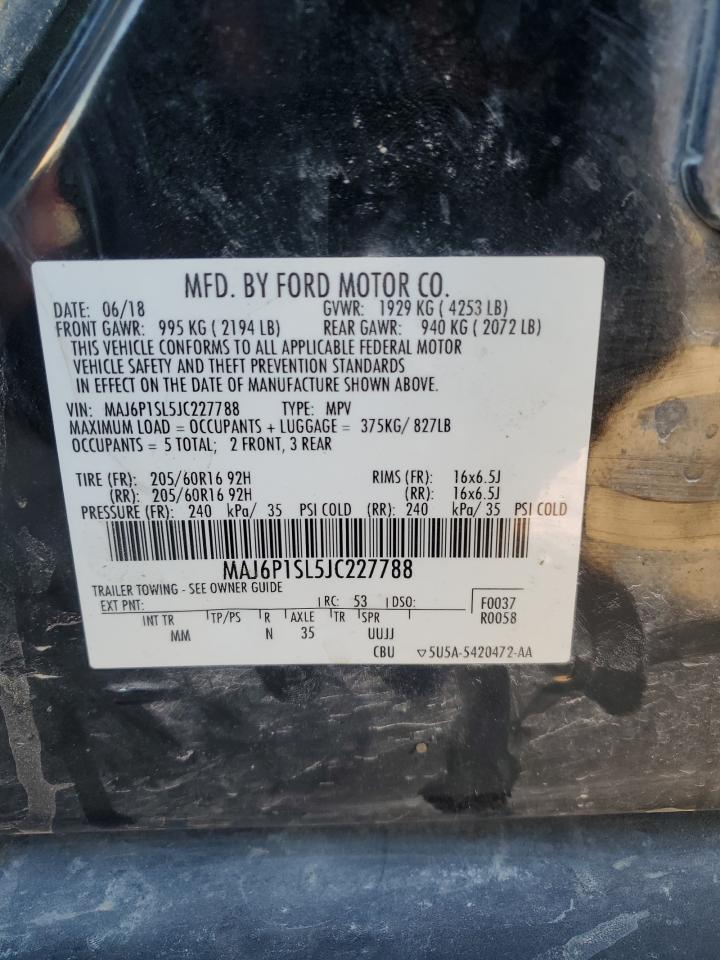 MFD. BY FORD MOTOR CO.
DATE: 06/18 GVWR: 1929 KG ( 4253 LB)
FRONT GAWR: 995 KG ( 2194 LB) REAR GAWR: 940 KG ( 2072 LB)
THIS VEHICLE CONFORMS TO ALL APPLICABLE FEDERAL MOTOR
VEHICLE SAFETY AND THEFT PREVENTION STANDARDS
IN EFFECT ON THE DATE OF MANUFACTURE SHOWN ABOVE.
VIN: MAJ6P1SL5JC227788 TYPE: MPV
MAXIMUM LOAD = OCCUPANTS + LUGGAGE = 375KG/ 827LB
OCCUPANTS = 5 TOTAL; 2 FRONT, 3 REAR
TIRE (FR): 205/60R16 92H RIMS (FR): 16x6.5J
(RR): 205/60R16 92H (RR): 16x6.5J
PRESSURE (FR): 240 kPa/ 35 PSI COLD (RR): 240 kPa/ 35 PSI COLD
MAJ6P1SL5JC227788
TRAILER TOWING - SEE OWNER GUIDE
EXT PNT: RC: 53 DSO: F0037
INT TR TP/PS R AXLE TR SPR R0058
MM N 35 UUJJ
CBU ▽5U5A-5420472-AA